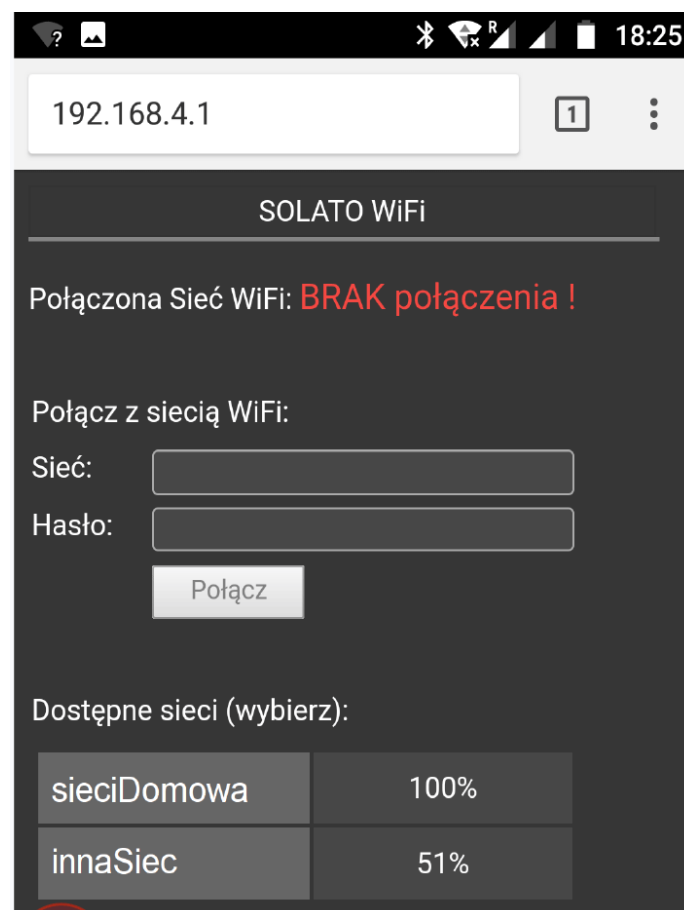 ? R 18:25
192.168.4.1 1
SOLATO WiFi
Połączona Sieć WiFi: BRAK połączenia !
Połącz z siecią WiFi:
Sieć:
Hasło:
Połącz
Dostępne sieci (wybierz):
sieciDomowa 100%
innaSiec 51%